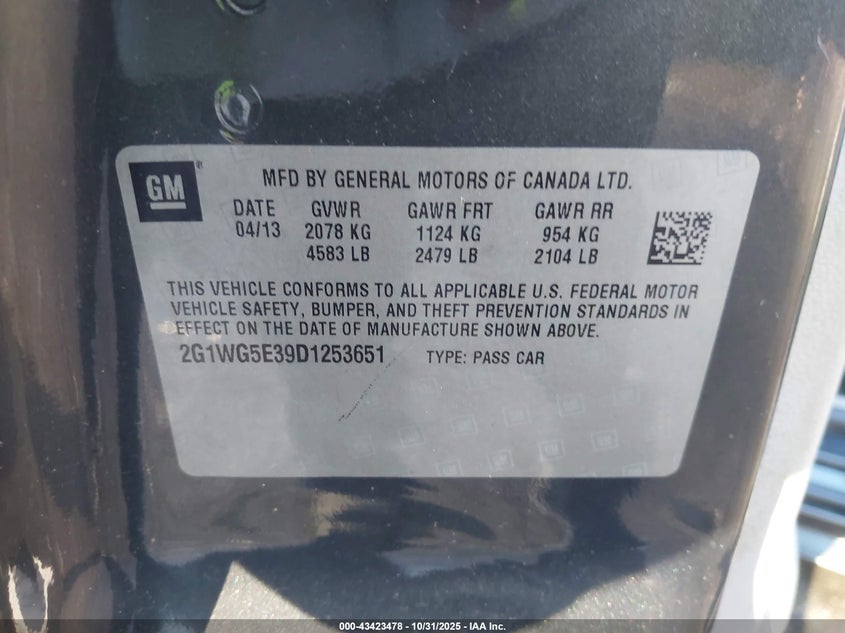 GM ®
MFD BY GENERAL MOTORS OF CANADA LTD.
DATE GVWR GAWR FRT GAWR RR
04/13 2078 KG 1124 KG 954 KG
4583 LB 2479 LB 2104 LB
THIS VEHICLE CONFORMS TO ALL APPLICABLE U.S. FEDERAL MOTOR
VEHICLE SAFETY, BUMPER, AND THEFT PREVENTION STANDARDS IN
EFFECT ON THE DATE OF MANUFACTURE SHOWN ABOVE.
2G1WG5E39D1253651 TYPE: PASS CAR
000-43423478 - 10/31/2025 - IAA Inc.